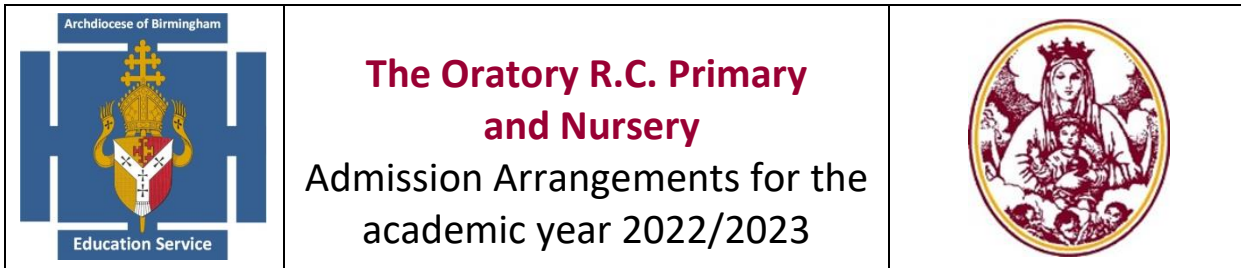 Archdiocese of Birmingham
Education Service
The Oratory R.C. Primary
and Nursery
Admission Arrangements for the
academic year 2022/2023